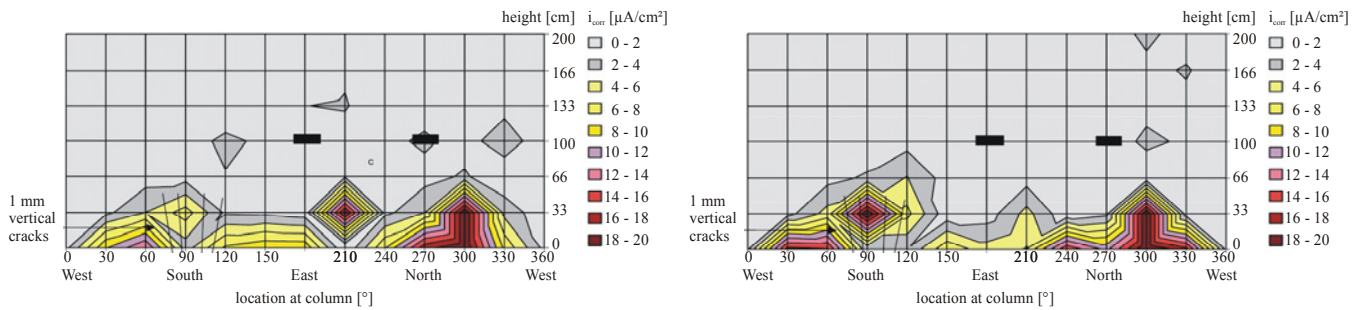 height [cm] i_corr [µA/cm²]
200
166
133
100
66
33
0
0 - 2
2 - 4
4 - 6
6 - 8
8 - 10
10 - 12
12 - 14
14 - 16
16 - 18
18 - 20
c
1 mm
vertical
cracks
0 30 60 90 120 150 180 210 240 270 300 330 360
West South East North West
location at column [°]
height [cm] i_corr [µA/cm²]
200
166
133
100
66
33
0
0 - 2
2 - 4
4 - 6
6 - 8
8 - 10
10 - 12
12 - 14
14 - 16
16 - 18
18 - 20
1 mm
vertical
cracks
0 30 60 90 120 150 180 210 240 270 300 330 360
West South East North West
location at column [°]